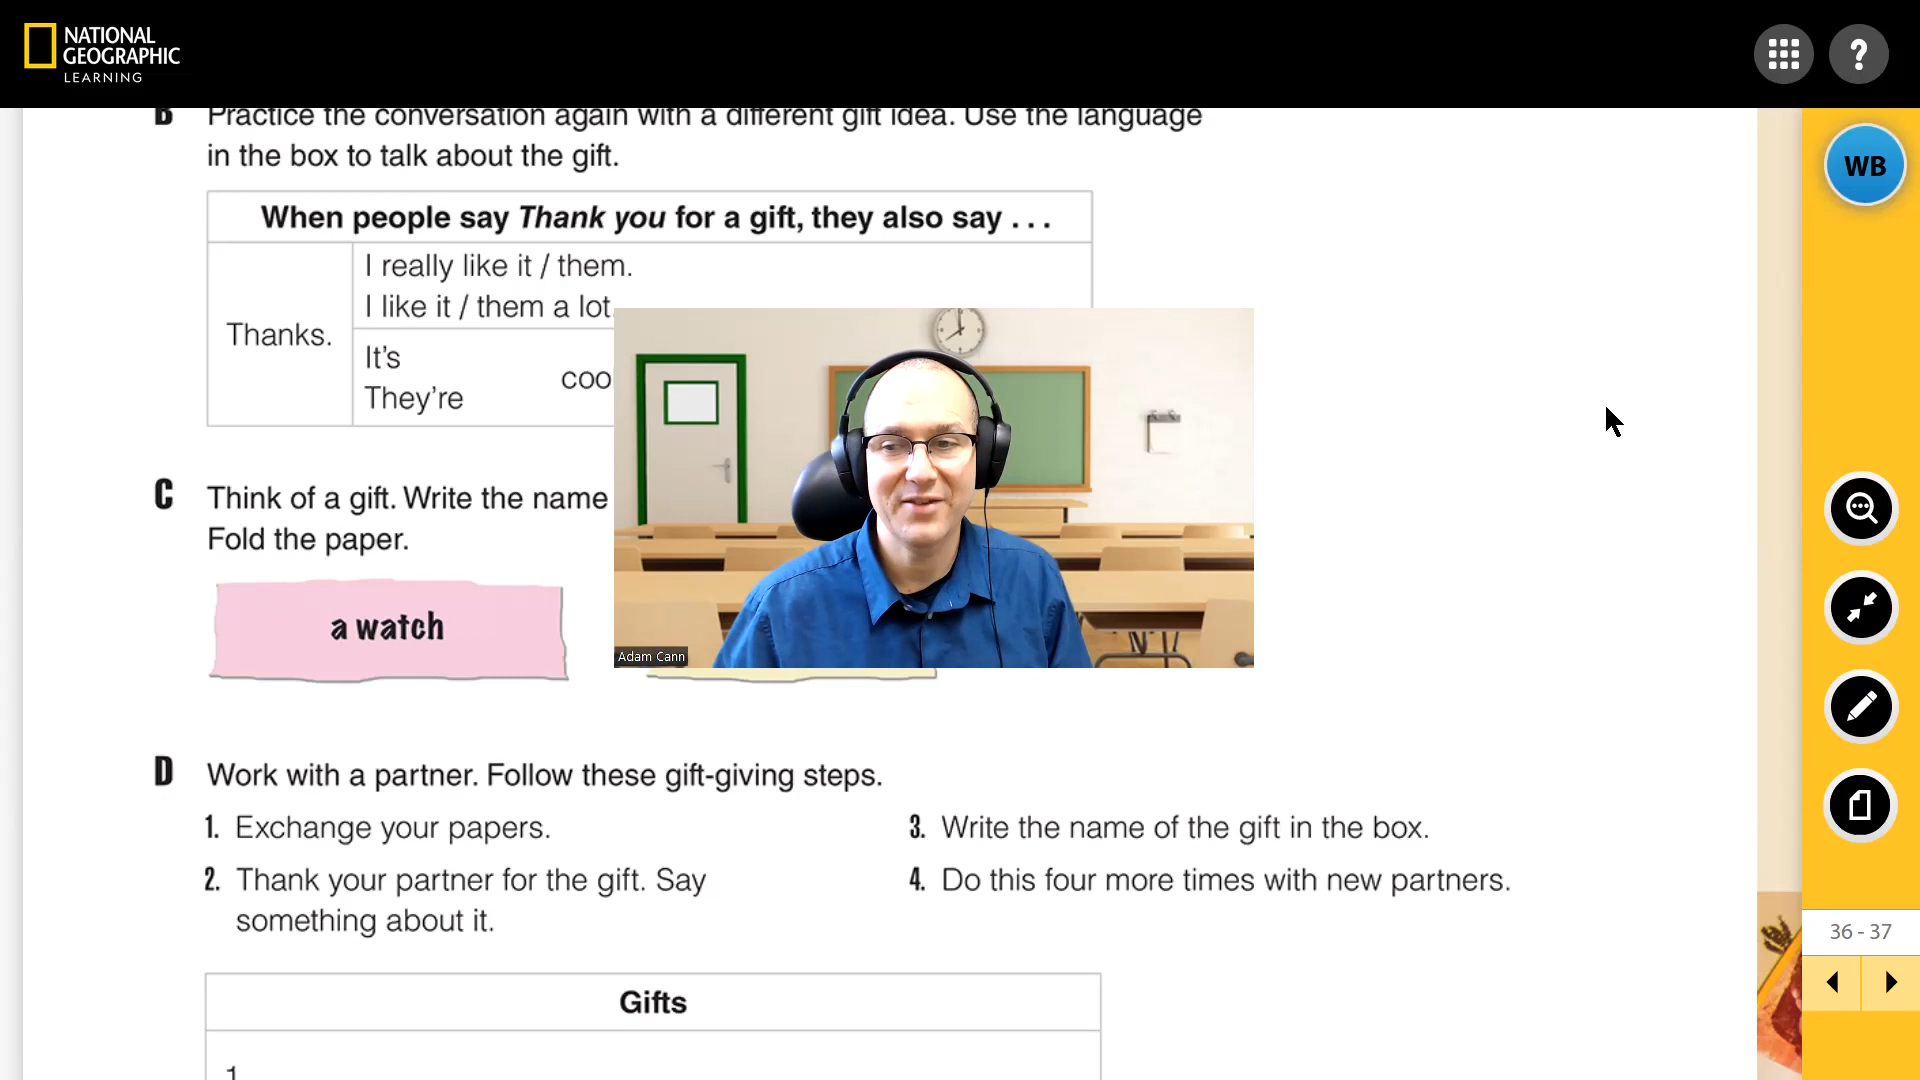 NATIONAL
GEOGRAPHIC
LEARNING
B Practice the conversation again with a different gift idea. Use the language
in the box to talk about the gift.
When people say Thank you for a gift, they also say . . .
Thanks.
I really like it / them.
I like it / them a lot.
It's
They're
coo
C Think of a gift. Write the name
Fold the paper.
a watch
Adam Cann
D Work with a partner. Follow these gift-giving steps.
1. Exchange your papers.
2. Thank your partner for the gift. Say
something about it.
3. Write the name of the gift in the box.
4. Do this four more times with new partners.
Gifts
1
WB
36 - 37